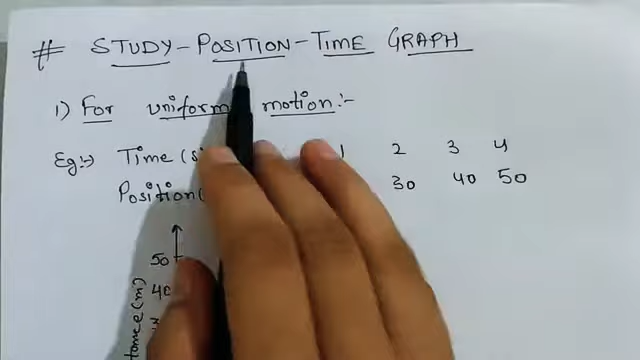 # STUDY - POSITION - TIME GRAPH
1) For uniform motion :-
Eg:- Time (s) 1 2 3 4
Position ( 30 40 50
50
40